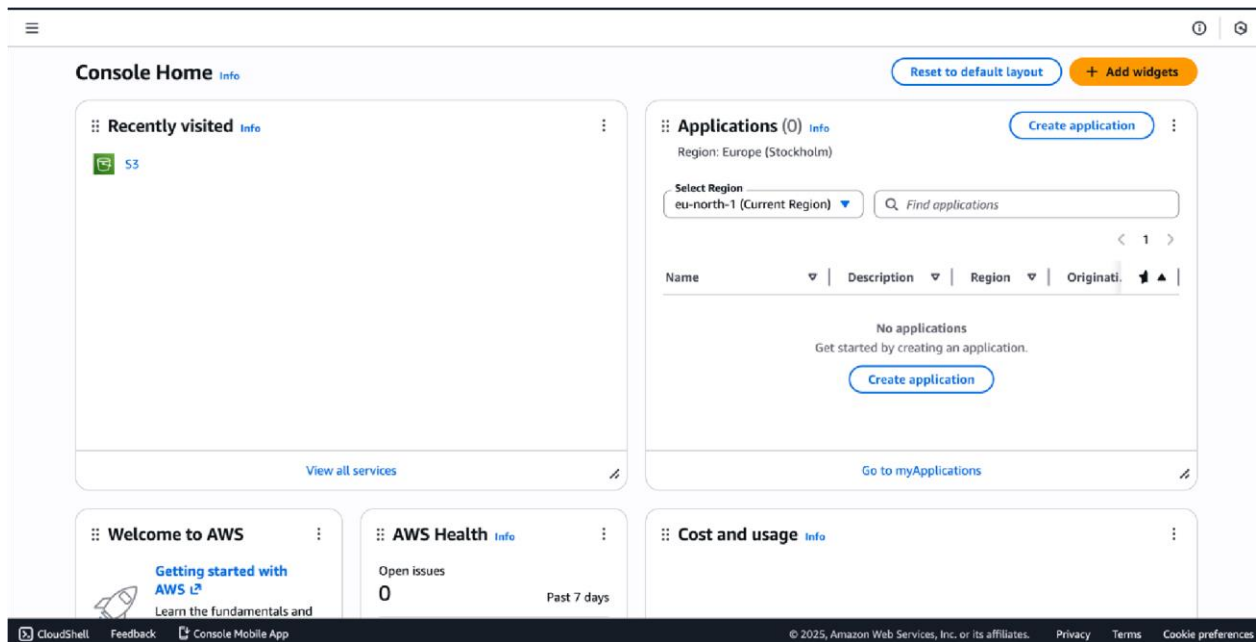 Console Home Info
Reset to default layout
+ Add widgets
Recently visited Info
S3
View all services
Applications (0) Info
Create application
Region: Europe (Stockholm)
Select Region
eu-north-1 (Current Region)
Find applications
1
Name
Description
Region
Originati.
No applications
Get started by creating an application.
Create application
Go to myApplications
Welcome to AWS
Getting started with
AWS
Learn the fundamentals and
AWS Health Info
Open issues
0
Past 7 days
Cost and usage Info
CloudShell
Feedback
Console Mobile App
© 2025, Amazon Web Services, Inc. or its affiliates.
Privacy
Terms
Cookie preferences